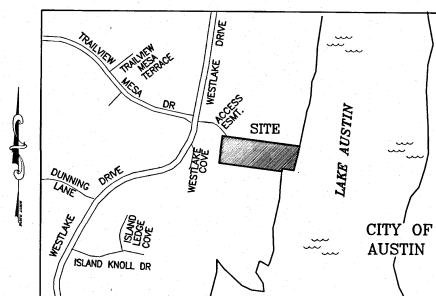 TRAILVIEW
MESA
DR
TRAILVIEW
MESA
TERRACE
WESTLAKE
DRIVE
ACCESS
ESMT.
SITE
LAKE AUSTIN
WESTLAKE
COVE
DUNNING
LANE
WESTLAKE
DRIVE
ISLAND
LEDGE
COVE
ISLAND KNOLL DR
CITY OF
AUSTIN